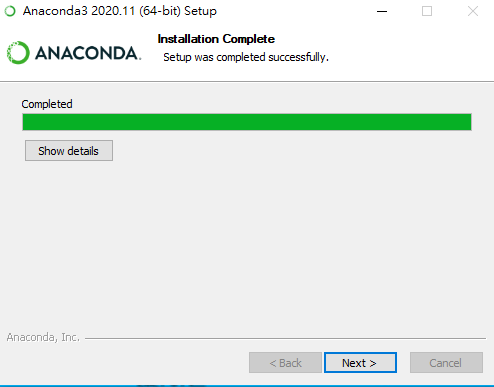 Anaconda3 2020.11 (64-bit) Setup
ANACONDA.
Installation Complete
Setup was completed successfully.
Completed
Show details
Anaconda, Inc.
< Back
Next >
Cancel